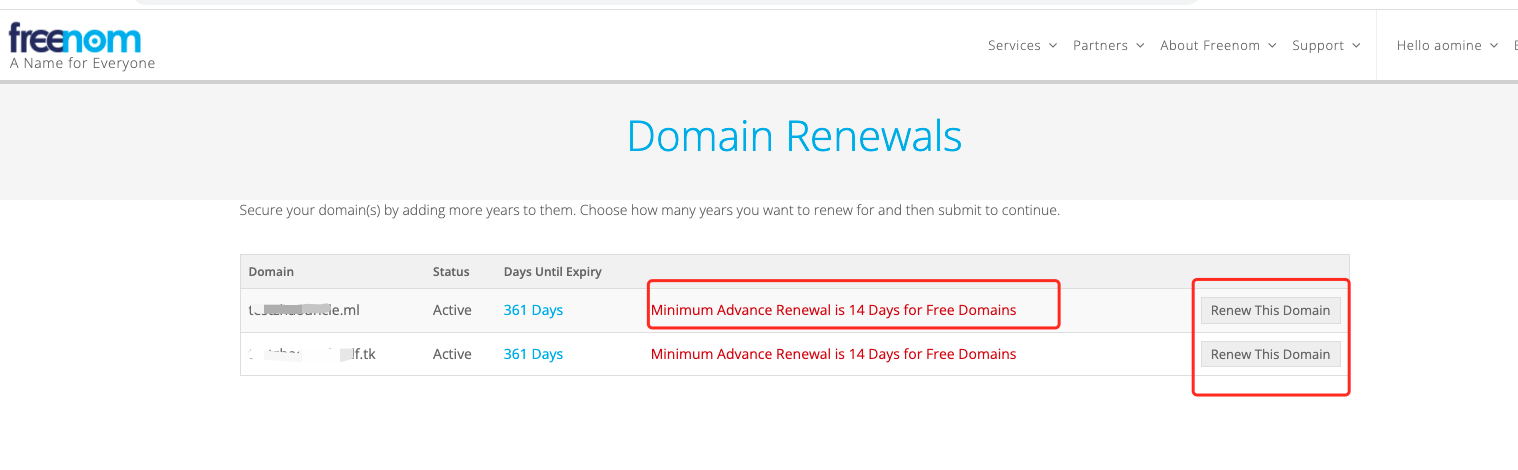 freenom
A Name for Everyone
Services Partners About Freenom Support Hello aomine
Domain Renewals
Secure your domain(s) by adding more years to them. Choose how many years you want to renew for and then submit to continue.
Domain Status Days Until Expiry
.ml Active 361 Days Minimum Advance Renewal is 14 Days for Free Domains Renew This Domain
lf.tk Active 361 Days Minimum Advance Renewal is 14 Days for Free Domains Renew This Domain